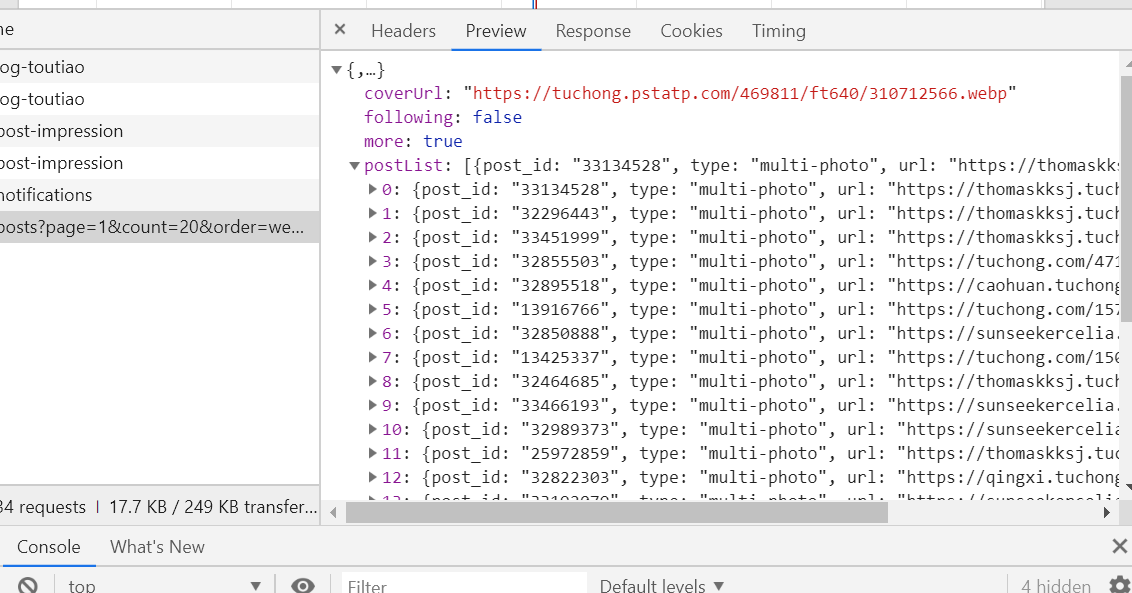 Headers Preview Response Cookies Timing
ne
og-toutiao
og-toutiao
post-impression
post-impression
notifications
posts?page=1&count=20&order=we...
34 requests 17.7 KB / 249 KB transfer...
{,…}
coverUrl: "https://tuchong.pstatp.com/469811/ft640/310712566.webp"
following: false
more: true
postList: [{post_id: "33134528", type: "multi-photo", url: "https://thomaskks
0: {post_id: "33134528", type: "multi-photo", url: "https://thomaskksj.tuch
1: {post_id: "32296443", type: "multi-photo", url: "https://thomaskksj.tuch
2: {post_id: "33451999", type: "multi-photo", url: "https://thomaskksj.tuch
3: {post_id: "32855503", type: "multi-photo", url: "https://tuchong.com/471
4: {post_id: "32895518", type: "multi-photo", url: "https://caohuan.tuchong
5: {post_id: "13916766", type: "multi-photo", url: "https://tuchong.com/157
6: {post_id: "32850888", type: "multi-photo", url: "https://sunseekercelia.
7: {post_id: "13425337", type: "multi-photo", url: "https://tuchong.com/150
8: {post_id: "32464685", type: "multi-photo", url: "https://thomaskksj.tuch
9: {post_id: "33466193", type: "multi-photo", url: "https://sunseekercelia.
10: {post_id: "32989373", type: "multi-photo", url: "https://sunseekercelia
11: {post_id: "25972859", type: "multi-photo", url: "https://thomaskksj.tuc
12: {post_id: "32822303", type: "multi-photo", url: "https://qingxi.tuchong
Console What's New
top Filter Default levels 4 hidden